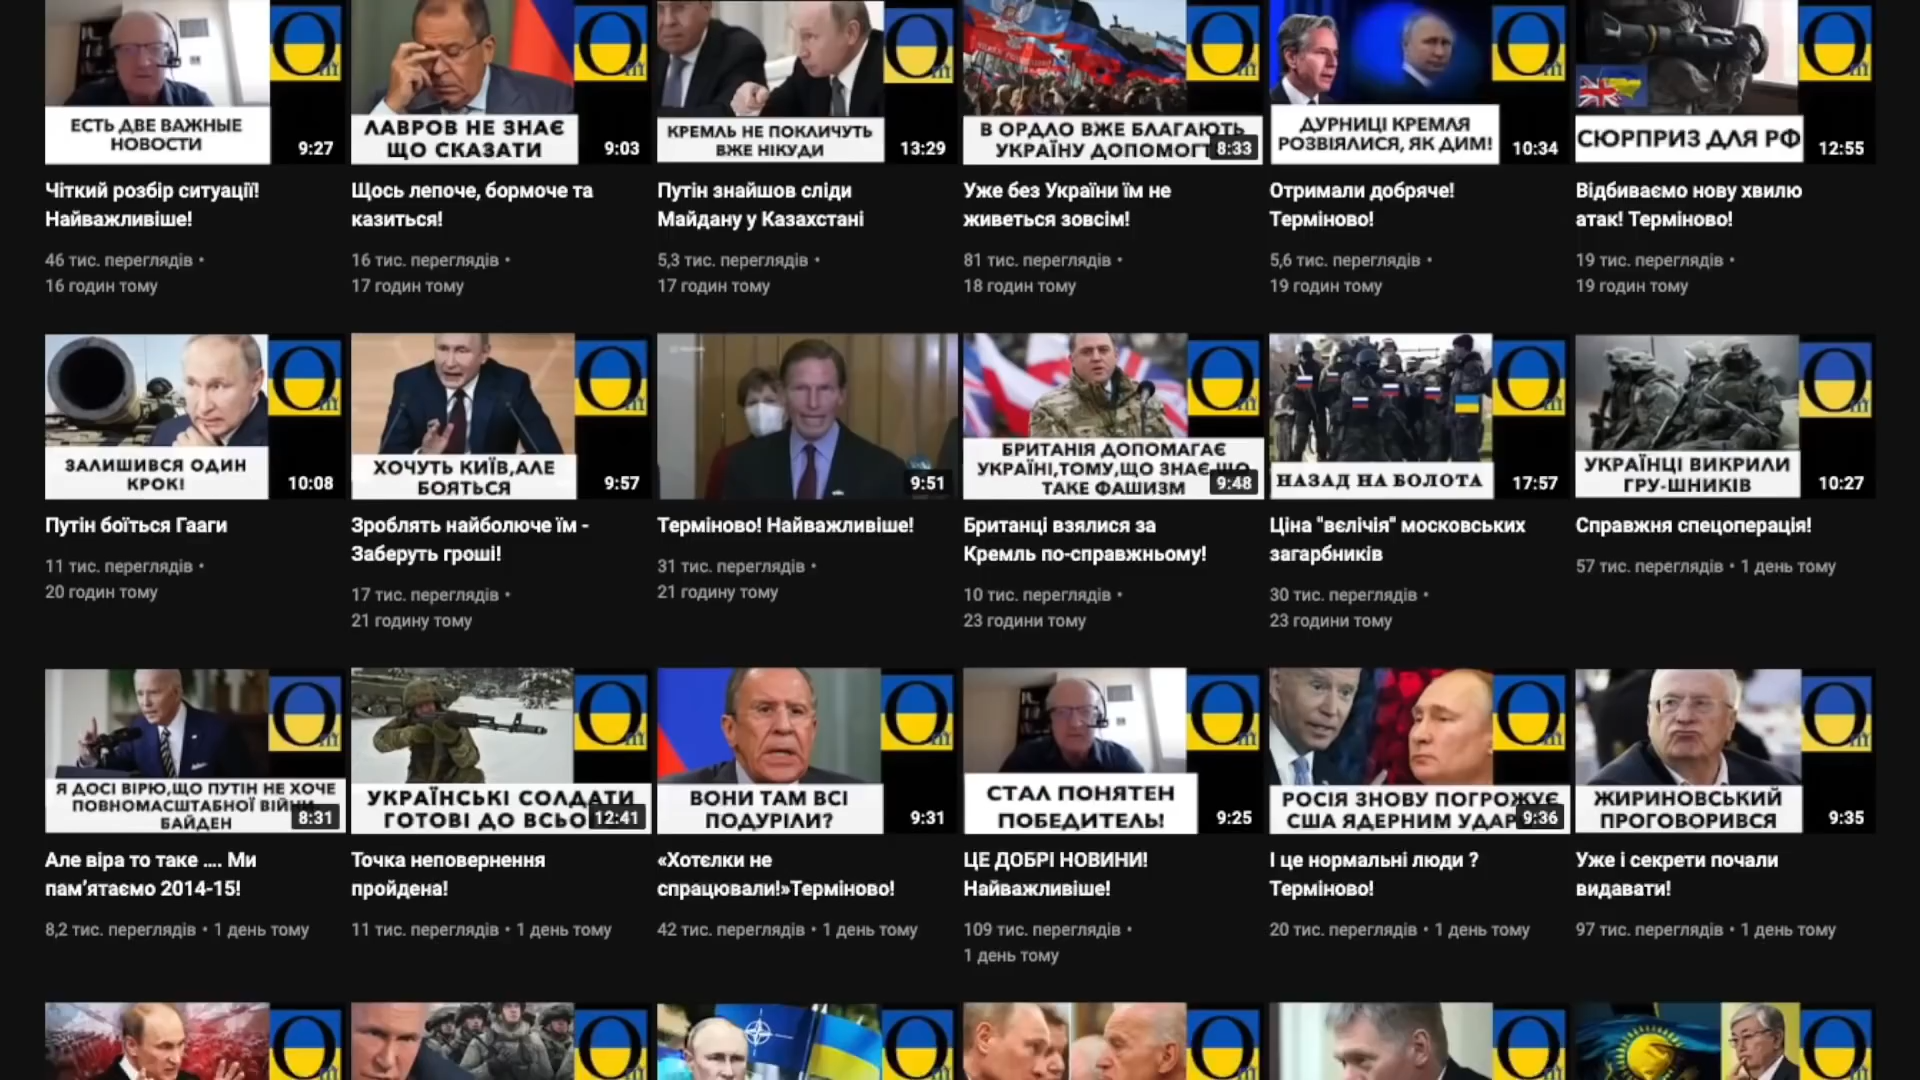 ЕСТЬ ДВЕ ВАЖНЫЕ
НОВОСТИ
9:27
ЛАВРОВ НЕ ЗНАЄ
ЩО СКАЗАТИ
9:03
КРЕМЛЬ НЕ ПОКЛИЧУТЬ
ВЖЕ НІКУДИ
13:29
В ОРДЛО ВЖЕ БЛАГАЮТЬ
УКРАЇНУ ДОПОМОГТ
8:33
ДУРНИЦІ КРЕМЛЯ
РОЗВІЯЛИСЯ, ЯК ДИМ!
10:34
СЮРПРИЗ ДЛЯ РФ
12:55
Чіткий розбір ситуації!
Найважливіше!
46 тис. переглядів •
16 годин тому
Щось лепоче, бормоче та
казиться!
16 тис. переглядів •
17 годин тому
Путін знайшов сліди
Майдану у Казахстані
5,3 тис. переглядів •
17 годин тому
Уже без України їм не
живеться зовсім!
81 тис. переглядів •
18 годин тому
Отримали добряче!
Терміново!
5,6 тис. переглядів •
19 годин тому
Відбиваємо нову хвилю
атак! Терміново!
19 тис. переглядів •
19 годин тому
ЗАЛИШИВСЯ ОДИН
КРОК!
10:08
ХОЧУТЬ КИЇВ,АЛЕ
БОЯТЬСЯ
9:57
9:51
БРИТАНІЯ ДОПОМАГАЄ
УКРАЇНІ,ТОМУ,ЩО ЗНАЄ,ЩО
ТАКЕ ФАШИЗМ
9:48
НАЗАД НА БОЛОТА
17:57
УКРАЇНЦІ ВИКРИЛИ
ГРУ-ШНИКІВ
10:27
Путін боїться Гааги
11 тис. переглядів •
20 годин тому
Зроблять найболюче їм -
Заберуть гроші!
17 тис. переглядів •
21 годину тому
Терміново! Найважливіше!
31 тис. переглядів •
21 годину тому
Британці взялися за
Кремль по-справжньому!
10 тис. переглядів •
23 години тому
Ціна "вєлічія" московських
загарбників
30 тис. переглядів •
23 години тому
Справжня спецоперація!
57 тис. переглядів • 1 день тому
Я ДОСІ ВІРЮ,ЩО ПУТІН НЕ ХОЧЕ
ПОВНОМАСШТАБНОЇ ВІЙНИ
БАЙДЕН
8:31
УКРАЇНСЬКІ СОЛДАТИ
ГОТОВІ ДО ВСЬО
12:41
ВОНИ ТАМ ВСІ
ПОДУРІЛИ?
9:31
СТАЛ ПОНЯТЕН
ПОБЕДИТЕЛЬ!
9:25
РОСІЯ ЗНОВУ ПОГРОЖУЄ
США ЯДЕРНИМ УДАР
9:36
ЖИРИНОВСЬКИЙ
ПРОГОВОРИВСЯ
9:35
Але віра то таке .... Ми
пам'ятаємо 2014-15!
8,2 тис. переглядів • 1 день тому
Точка неповернення
пройдена!
11 тис. переглядів • 1 день тому
«Хотєлки не
спрацювали!»Терміново!
42 тис. переглядів • 1 день тому
ЦЕ ДОБРІ НОВИНИ!
Найважливіше!
109 тис. переглядів •
1 день тому
І це нормальні люди ?
Терміново!
20 тис. переглядів • 1 день тому
Уже і секрети почали
видавати!
97 тис. переглядів • 1 день тому